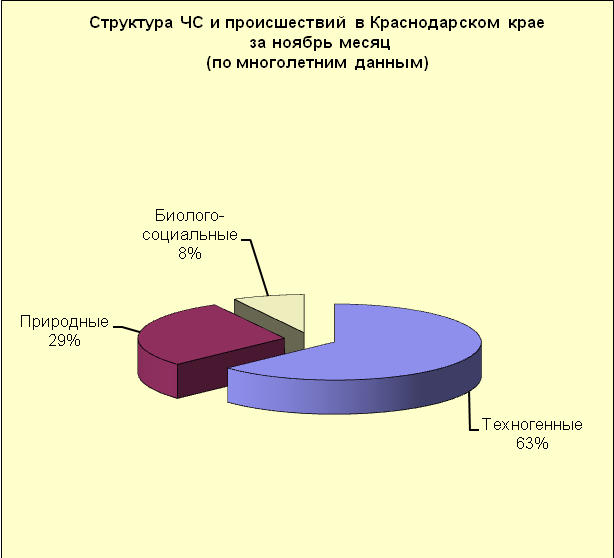 Структура ЧС и происшествий в Краснодарском крае
за ноябрь месяц
(по многолетним данным)
Биолого-
социальные
8%
Природные
29%
Техногенные
63%